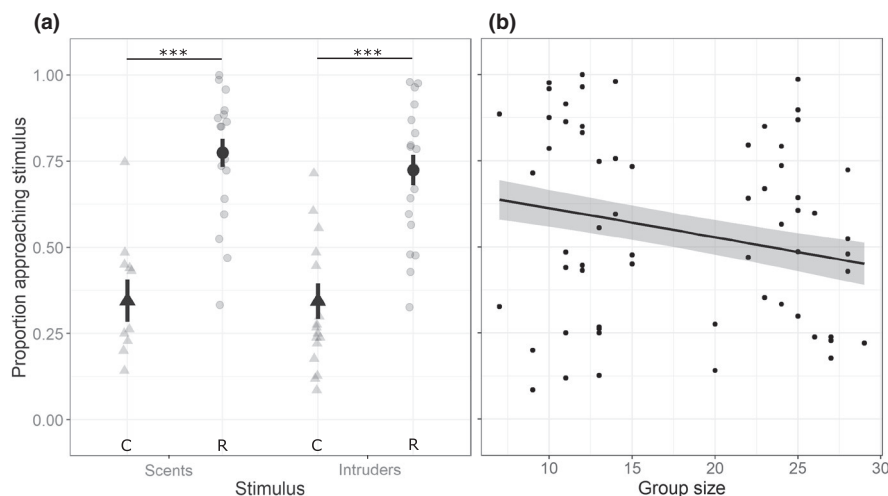 (a)
(b)
*** ***
Proportion approaching stimulus
1.00
0.75
0.50
0.25
0.00
C R C R
Scents Intruders
Stimulus
10 15 20 25 30
Group size